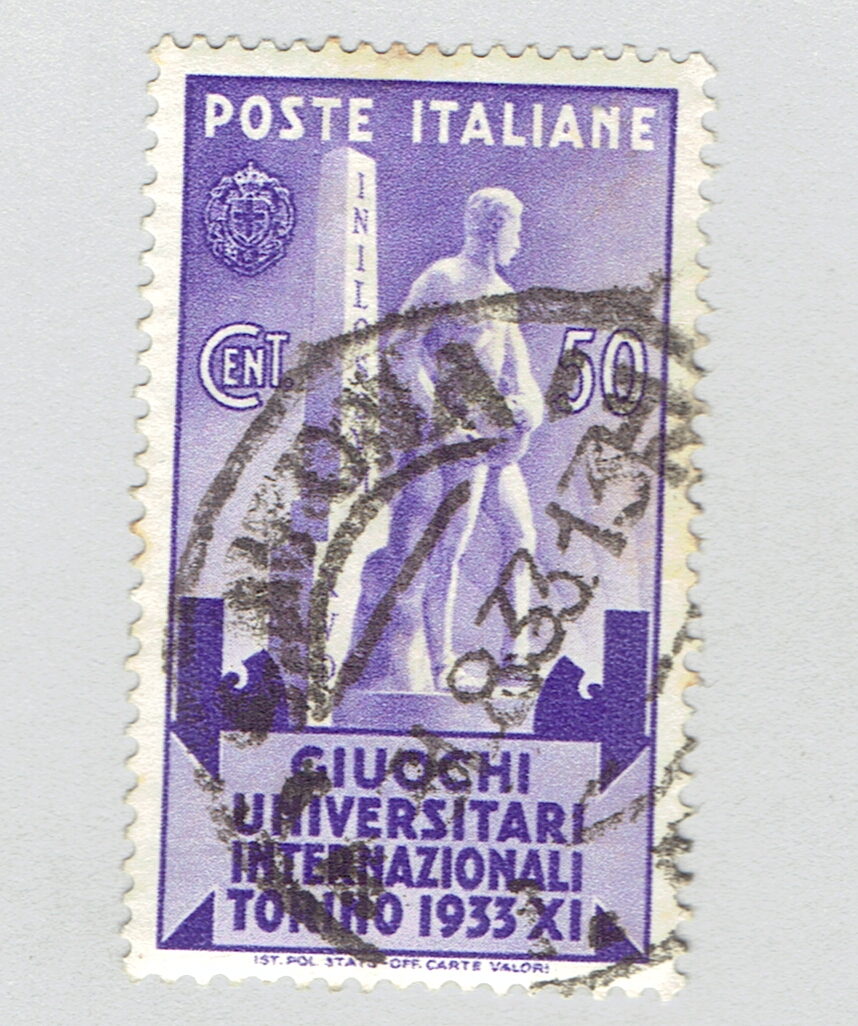 POSTE ITALIANE
CENT. 50
GIUOCHI
UNIVERSITARI
INTERNAZIONALI
TORINO 1933 XI
IST. POL. STATO-OFF. CARTE VALORI